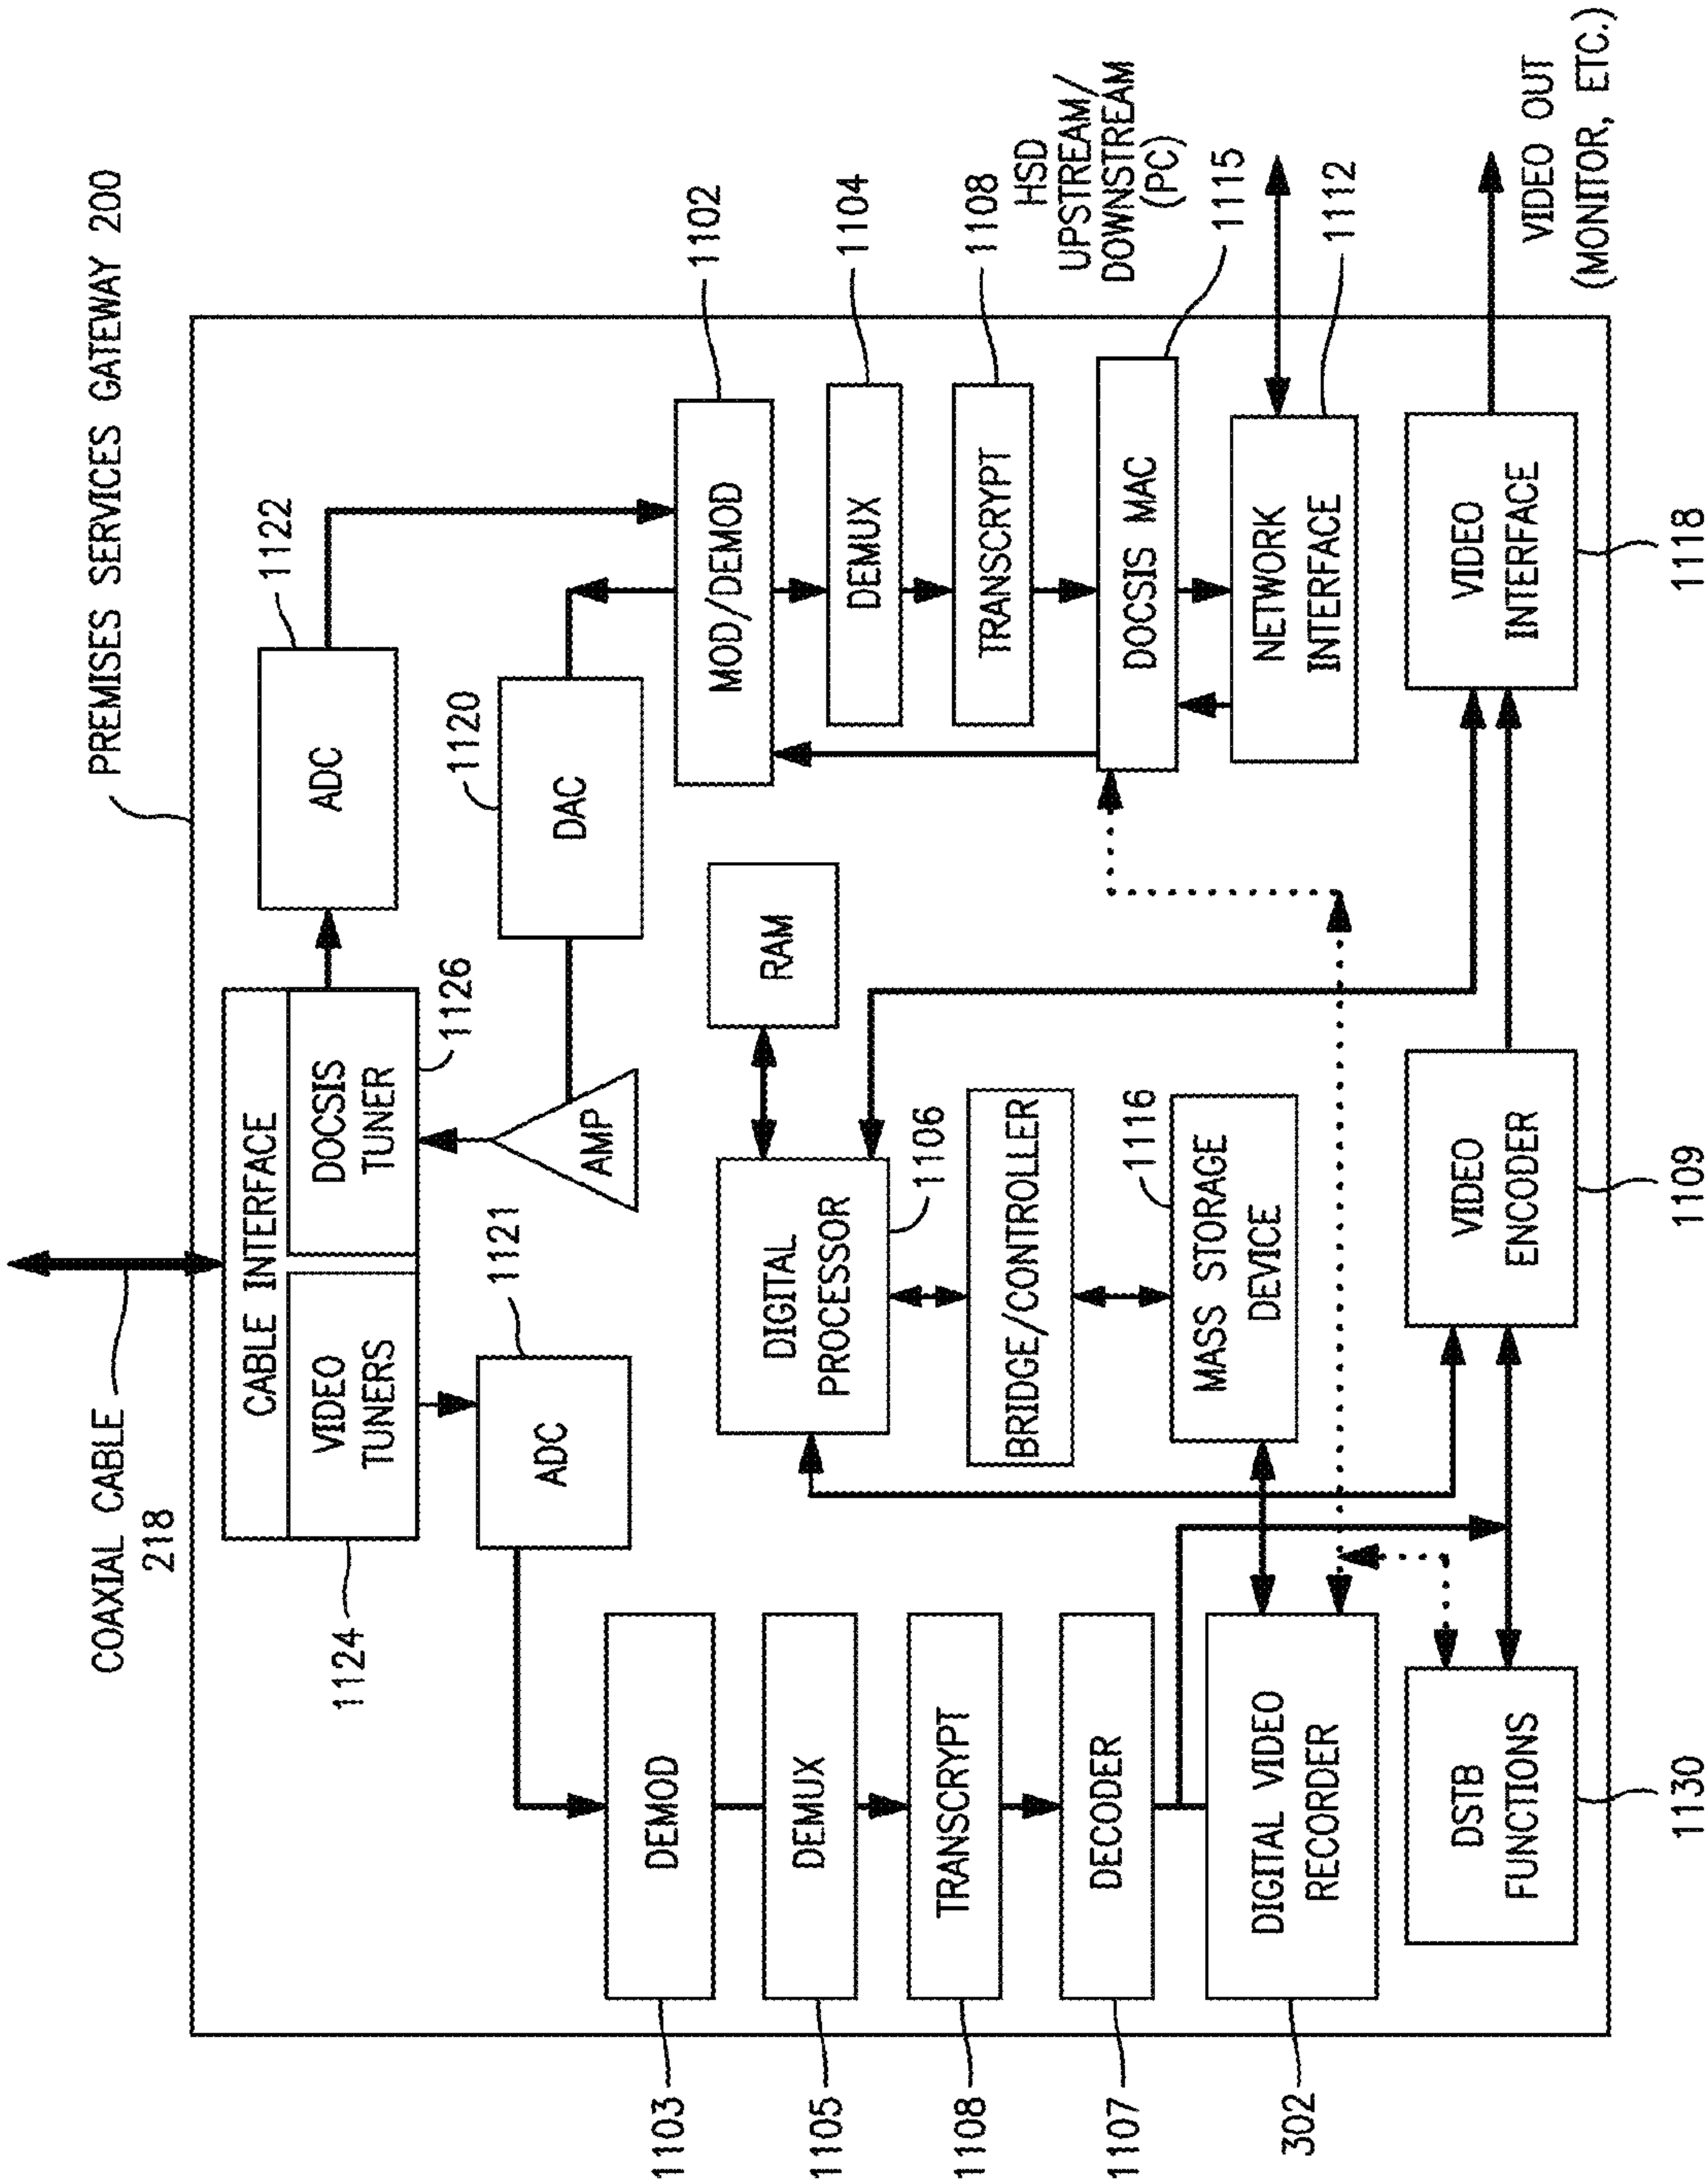 PREMISES SERVICES GATEWAY 200
COAXIAL CABLE
218
CABLE INTERFACE
VIDEO
TUNERS
1124
DOCSIS
TUNER
1126
ADC
1122
ADC
1121
AMP
DAC
1120
DEMOD
1103
DEMUX
1105
TRANSCRYPT
1108
DECODER
1107
DIGITAL VIDEO
RECORDER
302
DSTB
FUNCTIONS
1130
DIGITAL
PROCESSOR
1106
RAM
BRIDGE/CONTROLLER
MASS STORAGE
DEVICE
1116
VIDEO
ENCODER
1109
MOD/DEMOD
1102
DEMUX
1104
TRANSCRYPT
1108
DOCSIS MAC
1115
HSD
UPSTREAM/
DOWNSTREAM
(PC)
NETWORK
INTERFACE
1112
VIDEO
INTERFACE
1118
VIDEO OUT
(MONITOR, ETC.)